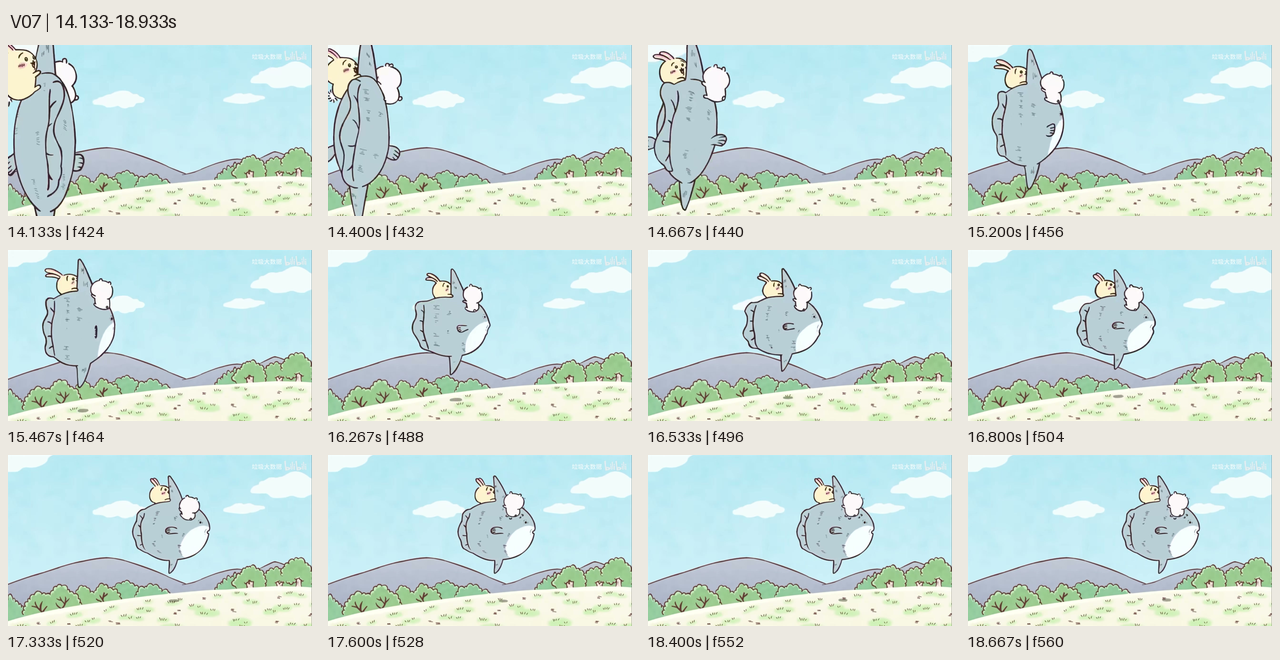 V07 | 14.133-18.933s
14.133s | f424
14.400s | f432
14.667s | f440
15.200s | f456
15.467s | f464
16.267s | f488
16.533s | f496
16.800s | f504
17.333s | f520
17.600s | f528
18.400s | f552
18.667s | f560